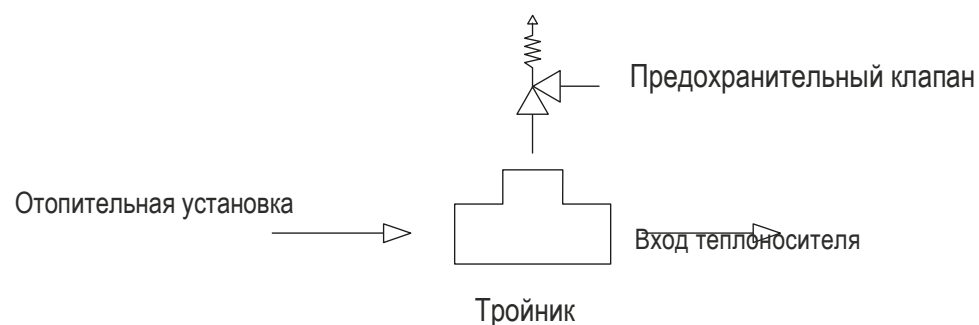 Предохранительный клапан
Отопительная установка
Вход теплоносителя
Тройник